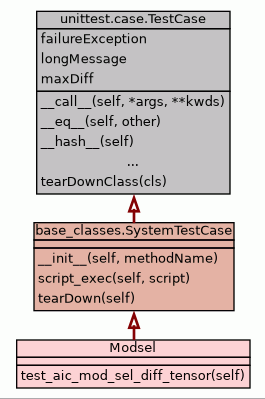 unittest.case.TestCase
failureException
longMessage
maxDiff
__call__(self, *args, **kwds)
__eq__(self, other)
__hash__(self)
...
tearDownClass(cls)
base_classes.SystemTestCase
__init__(self, methodName)
script_exec(self, script)
tearDown(self)
Modsel
test_aic_mod_sel_diff_tensor(self)